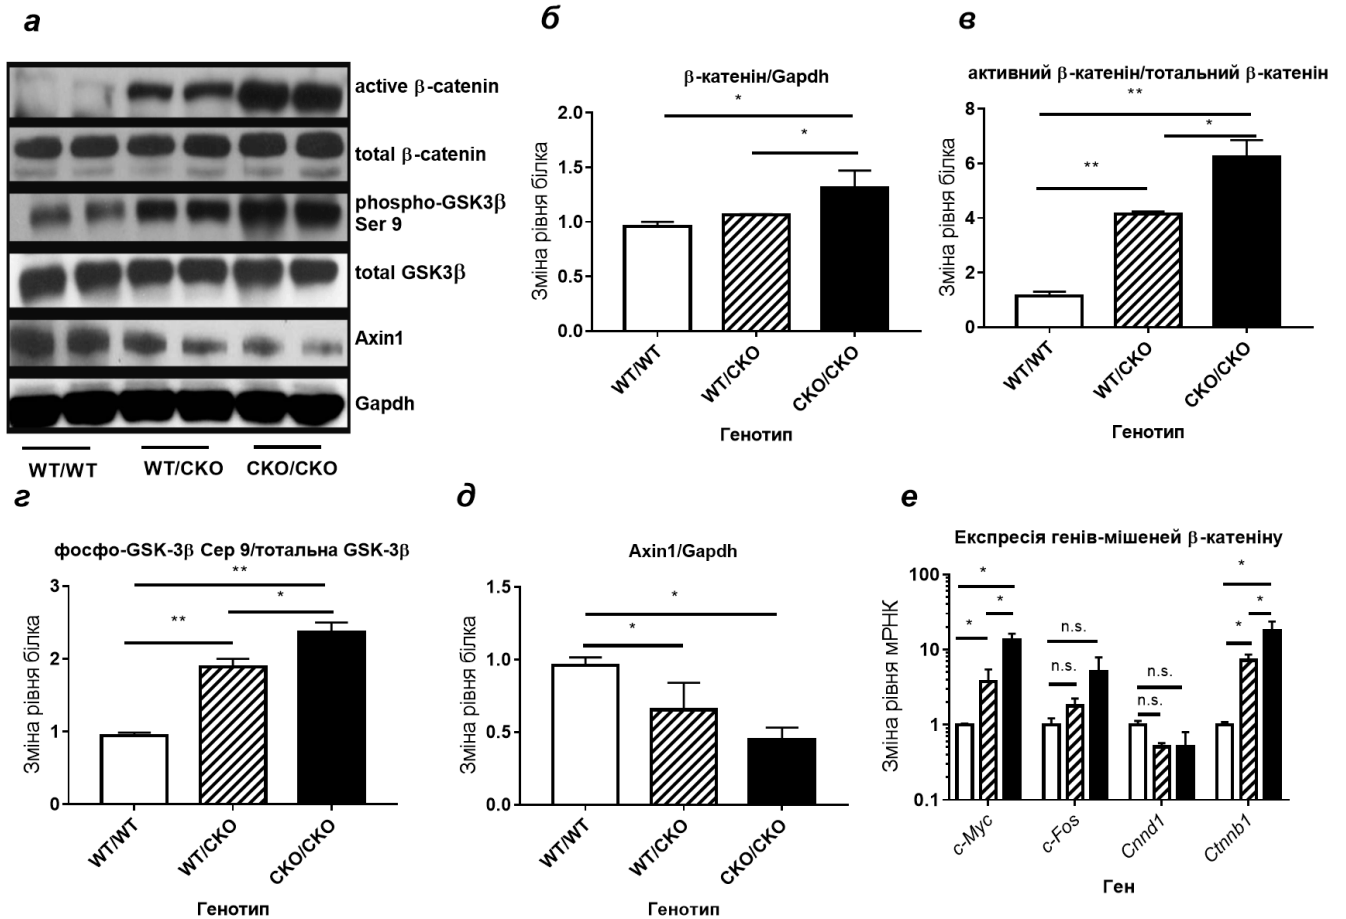 а
active β-catenin
total β-catenin
phospho-GSK3β
Ser 9
total GSK3β
Axin1
Gapdh
WT/WT
WT/CKO
CKO/CKO
б
β-катенін/Gapdh
*
*
2.0
1.5
1.0
0.5
0.0
Зміна рівня білка
WT/WT
WT/CKO
CKO/CKO
Генотип
в
активний β-катенін/тотальний β-катенін
**
*
**
8
6
4
2
0
Зміна рівня білка
WT/WT
WT/CKO
CKO/CKO
Генотип
г
фосфо-GSK-3β Сер 9/тотальна GSK-3β
**
*
**
3
2
1
0
Зміна рівня білка
WT/WT
WT/CKO
CKO/CKO
Генотип
д
Axin1/Gapdh
*
*
1.5
1.0
0.5
0.0
Зміна рівня білка
WT/WT
WT/CKO
CKO/CKO
Генотип
е
Експресія генів-мішеней β-катеніну
*
*
*
n.s.
n.s.
n.s.
n.s.
*
*
*
100
10
1
0.1
Зміна рівня мРНК
c-Myc
c-Fos
Cnnd1
Ctnnb1
Ген